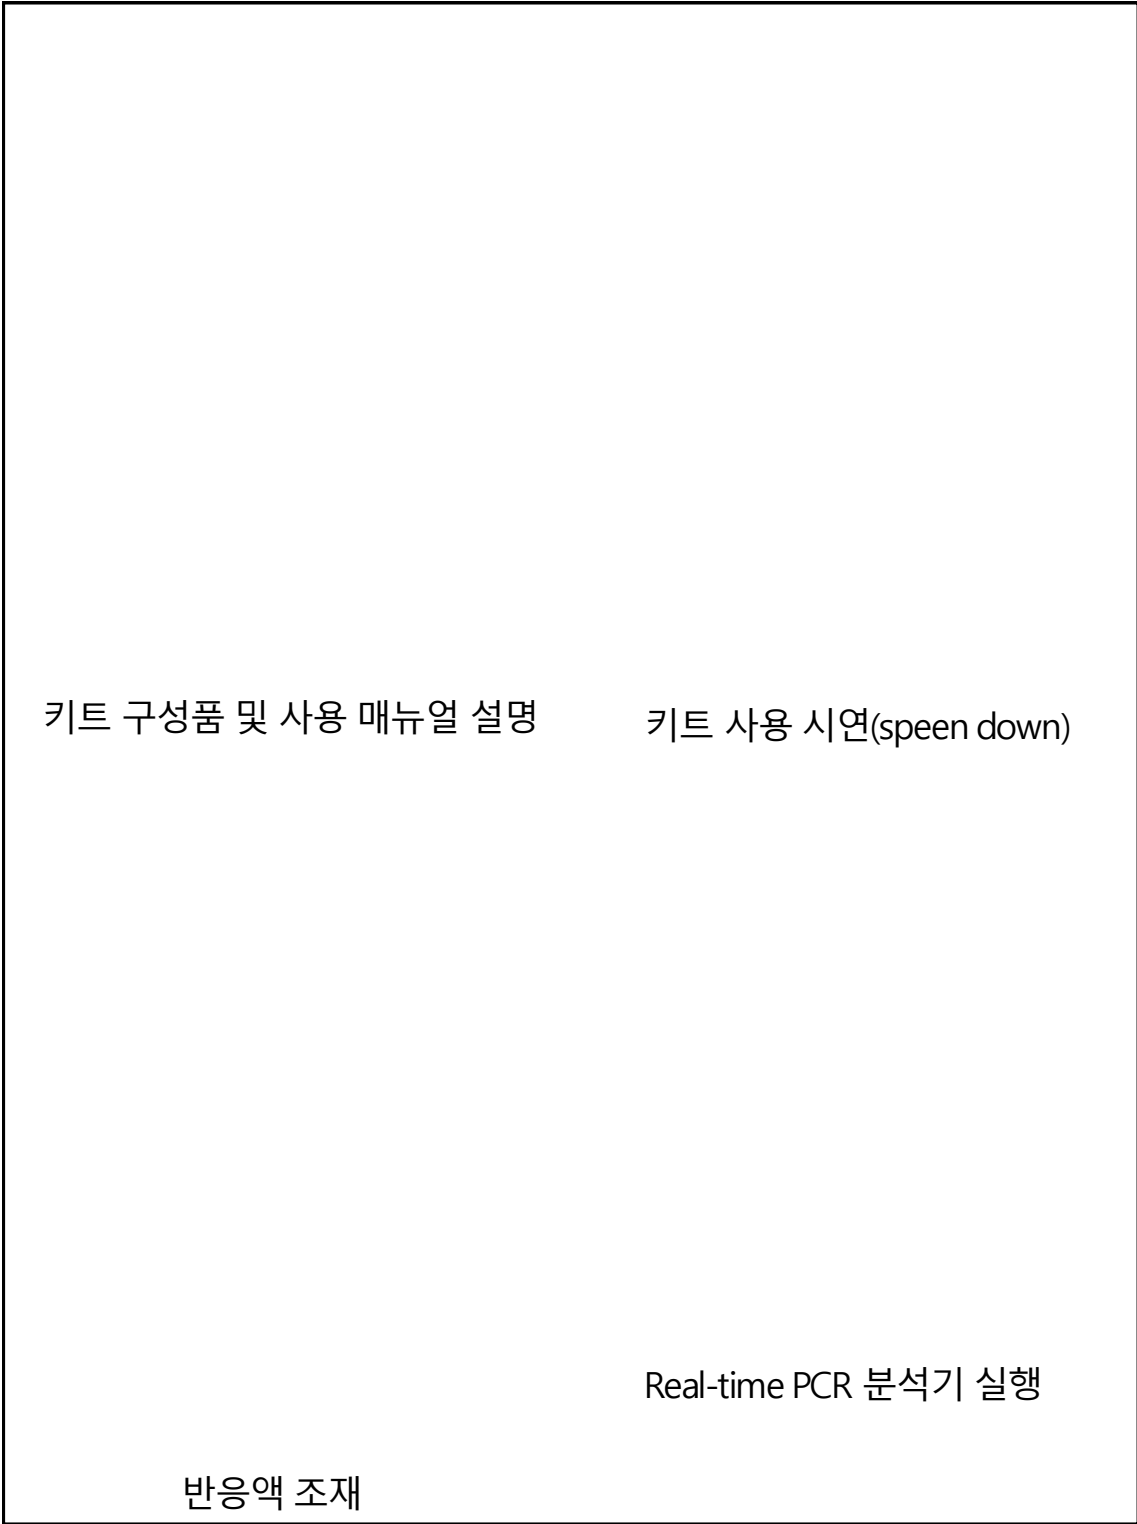 키트 구성품 및 사용 매뉴얼 설명
키트 사용 시연(speen down)
Real-time PCR 분석기 실행
반응액 조재